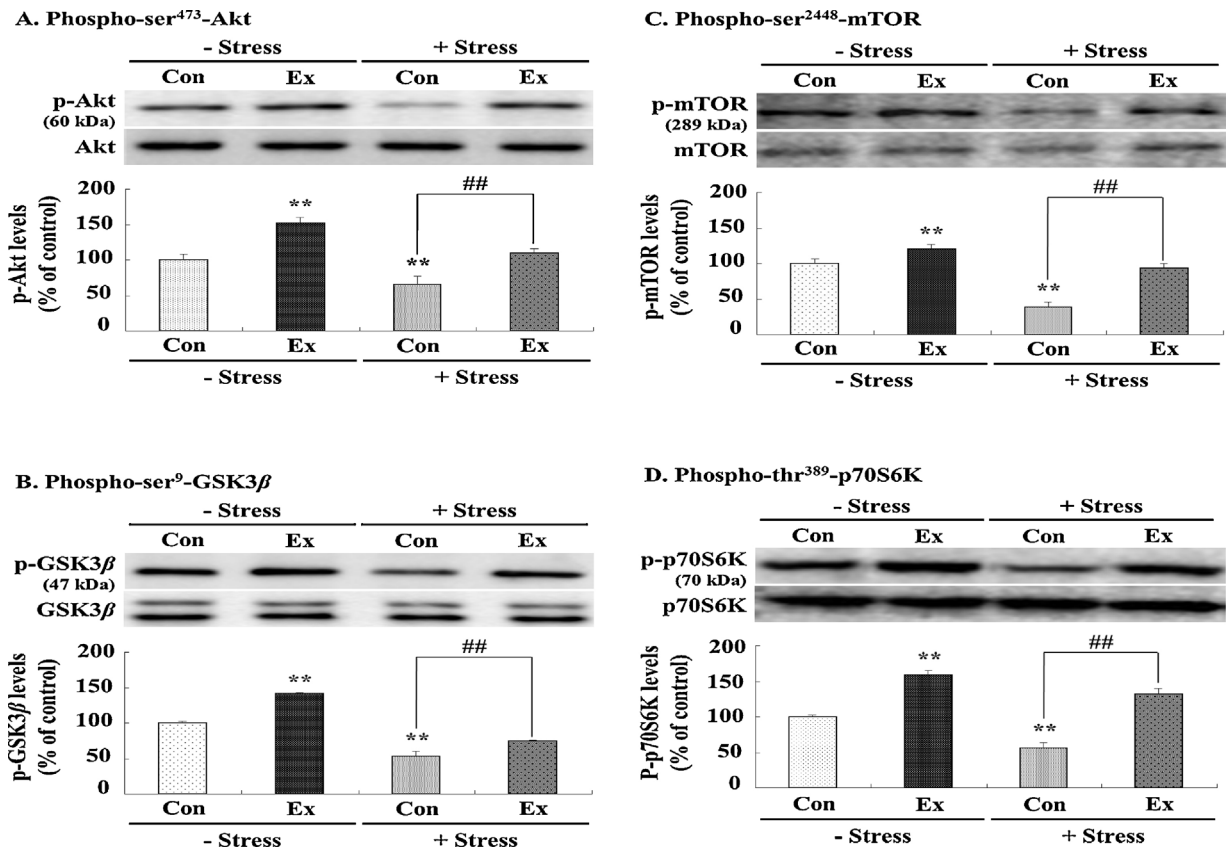 A. Phospho-ser473-Akt
- Stress + Stress
Con Ex Con Ex
p-Akt
(60 kDa)
Akt
p-Akt levels
(% of control)
200
150
100
50
0
**
**
##
Con Ex Con Ex
- Stress + Stress
B. Phospho-ser9-GSK3β
- Stress + Stress
Con Ex Con Ex
p-GSK3β
(47 kDa)
GSK3β
p-GSK3β levels
(% of control)
200
150
100
50
0
**
**
##
Con Ex Con Ex
- Stress + Stress
C. Phospho-ser2448-mTOR
- Stress + Stress
Con Ex Con Ex
p-mTOR
(289 kDa)
mTOR
p-mTOR levels
(% of control)
200
150
100
50
0
**
**
##
Con Ex Con Ex
- Stress + Stress
D. Phospho-thr389-p70S6K
- Stress + Stress
Con Ex Con Ex
p-p70S6K
(70 kDa)
p70S6K
P-p70S6K levels
(% of control)
200
150
100
50
0
**
**
##
Con Ex Con Ex
- Stress + Stress